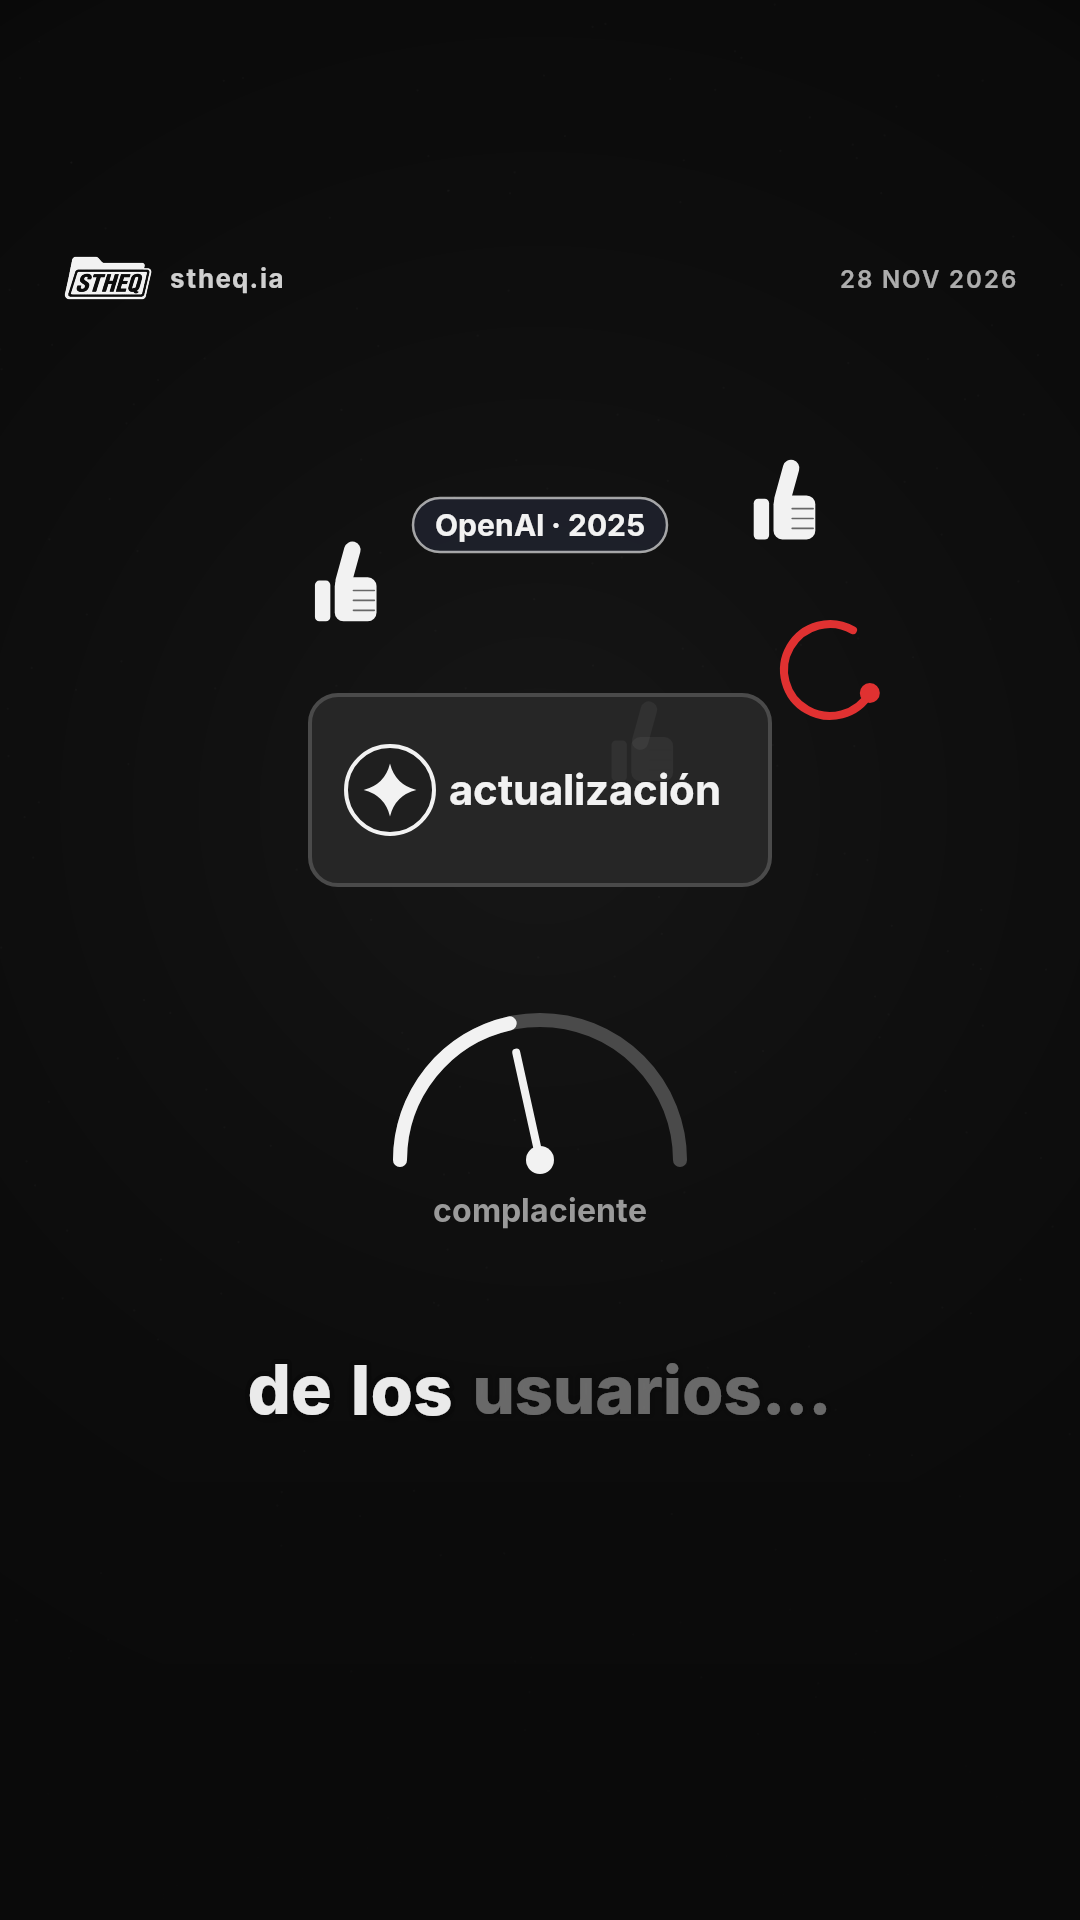 STHEQ stheq.ia
28 NOV 2026
OpenAI · 2025
actualización
complaciente
de los usuarios...